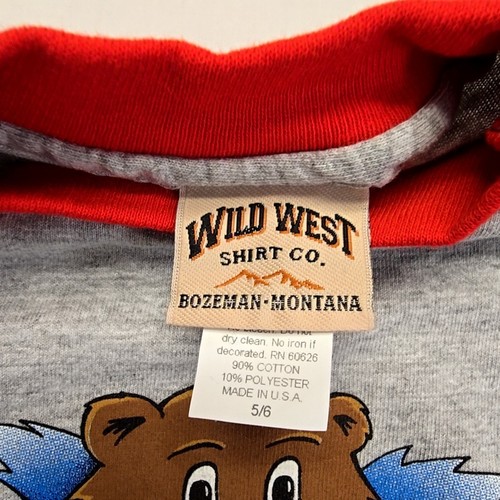 WILD WEST
SHIRT CO.
BOZEMAN·MONTANA
dry clean. No iron if
decorated. RN 60626
90% COTTON
10% POLYESTER
MADE IN U.S.A.
5/6